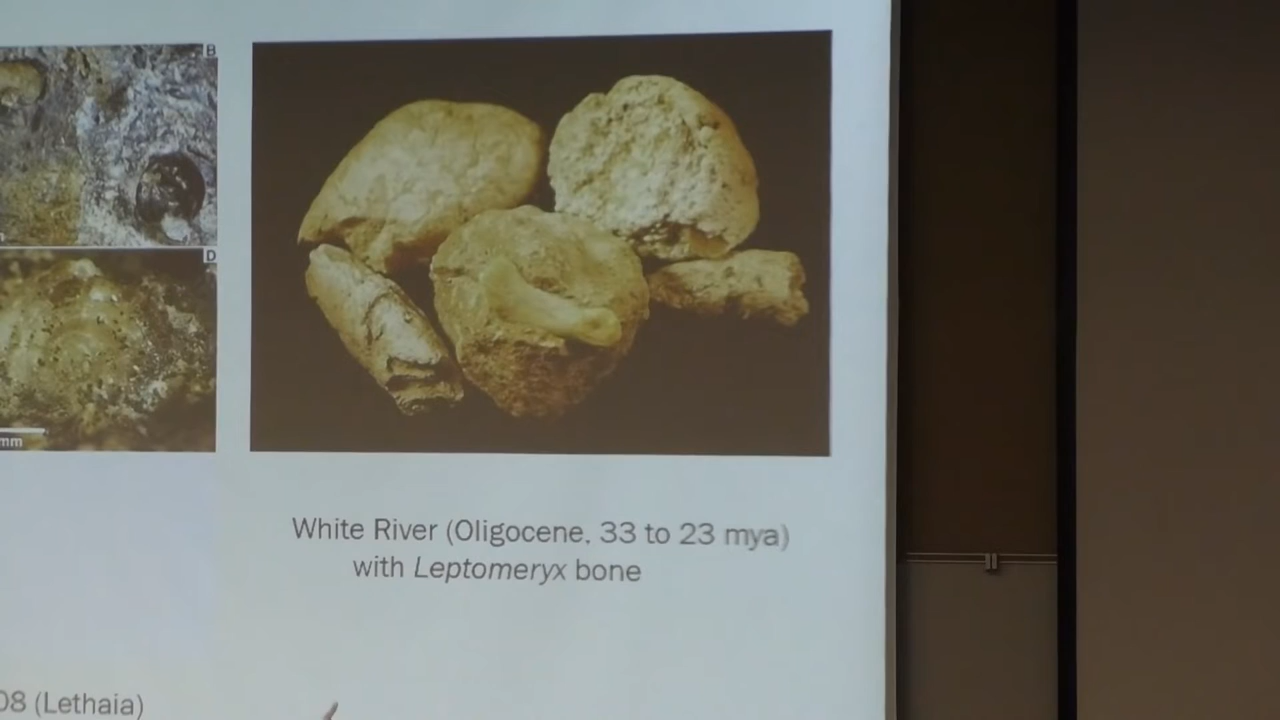 B
D
mm
White River (Oligocene, 33 to 23 mya)
with Leptomeryx bone
08 (Lethaia)